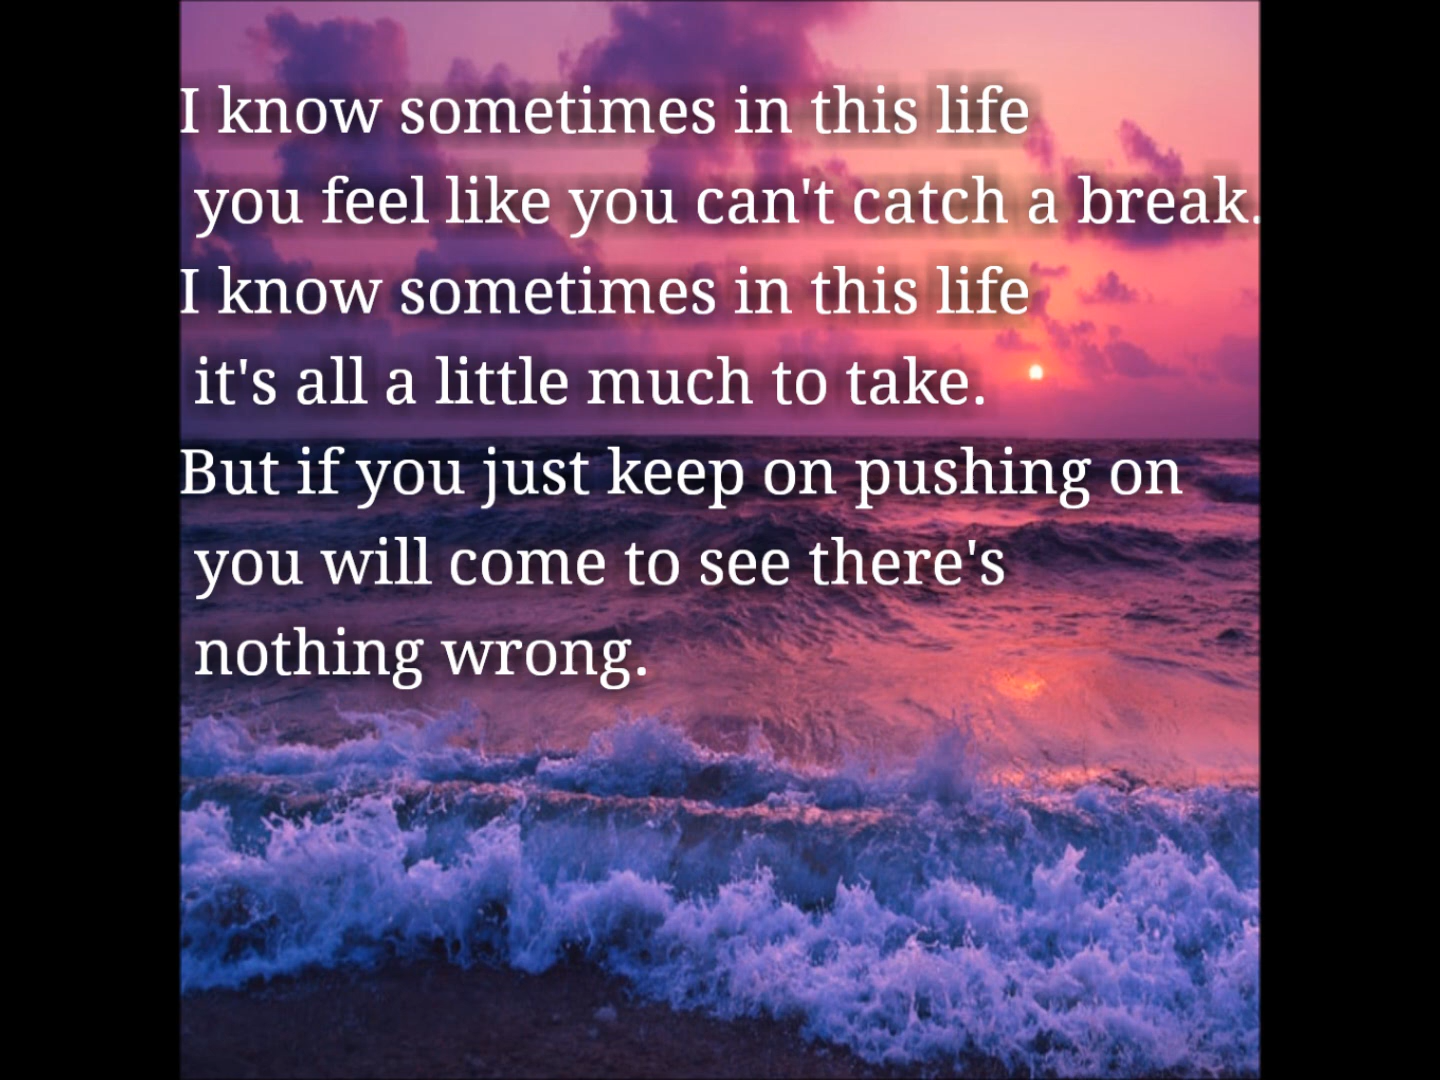 I know sometimes in this life
you feel like you can't catch a break.
I know sometimes in this life
it's all a little much to take.
But if you just keep on pushing on
you will come to see there's
nothing wrong.